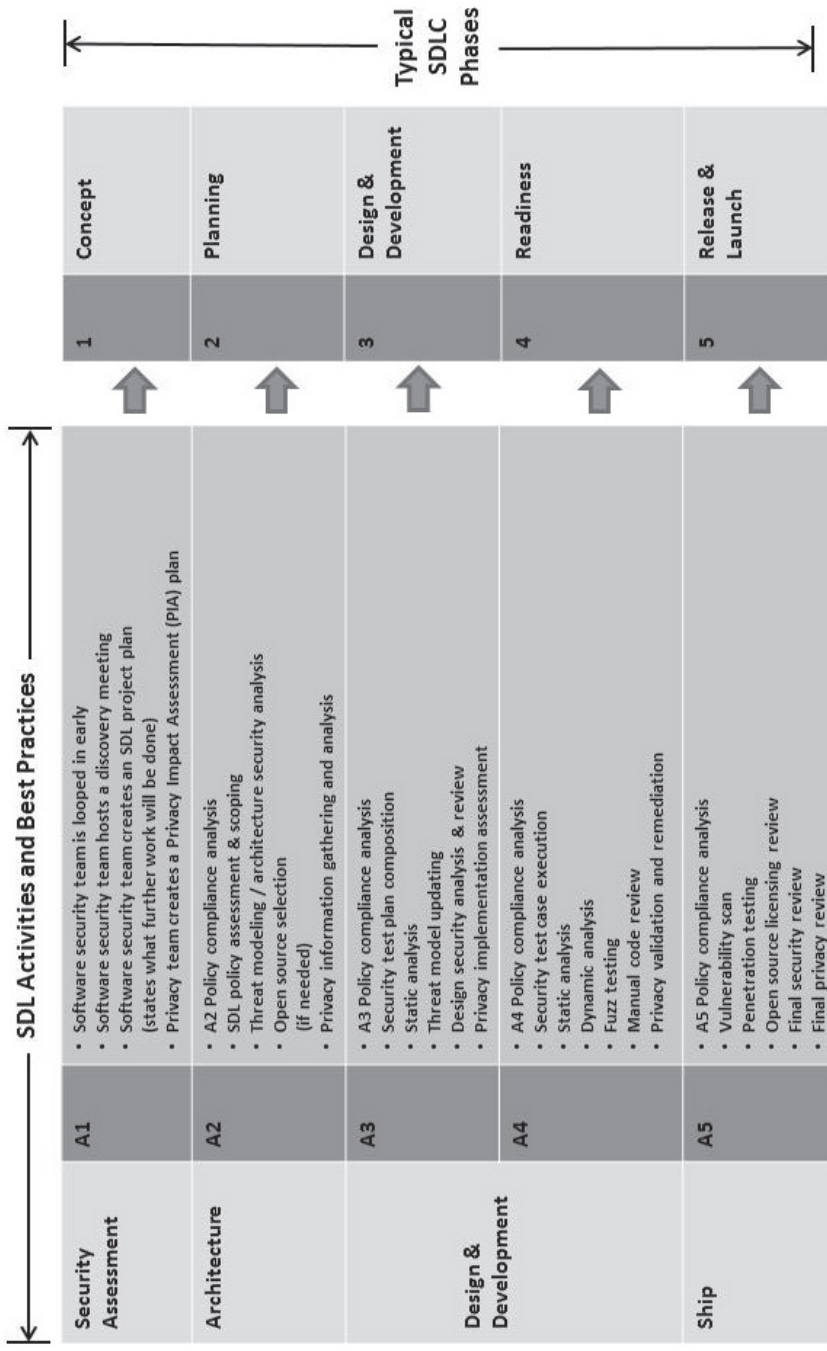 SDL Activities and Best Practices
Security
Assessment
A1
• Software security team is looped in early
• Software security team hosts a discovery meeting
• Software security team creates an SDL project plan
(states what further work will be done)
• Privacy team creates a Privacy Impact Assessment (PIA) plan
1
Concept
Architecture
A2
• A2 Policy compliance analysis
• SDL policy assessment & scoping
• Threat modeling / architecture security analysis
• Open source selection
(if needed)
• Privacy information gathering and analysis
2
Planning
Design &
Development
A3
• A3 Policy compliance analysis
• Security test plan composition
• Static analysis
• Threat model updating
• Design security analysis & review
• Privacy implementation assessment
3
Design &
Development
A4
• A4 Policy compliance analysis
• Security test case execution
• Static analysis
• Dynamic analysis
• Fuzz testing
• Manual code review
• Privacy validation and remediation
4
Readiness
Ship
A5
• A5 Policy compliance analysis
• Vulnerability scan
• Penetration testing
• Open source licensing review
• Final security review
• Final privacy review
5
Release &
Launch
Typical
SDLC
Phases